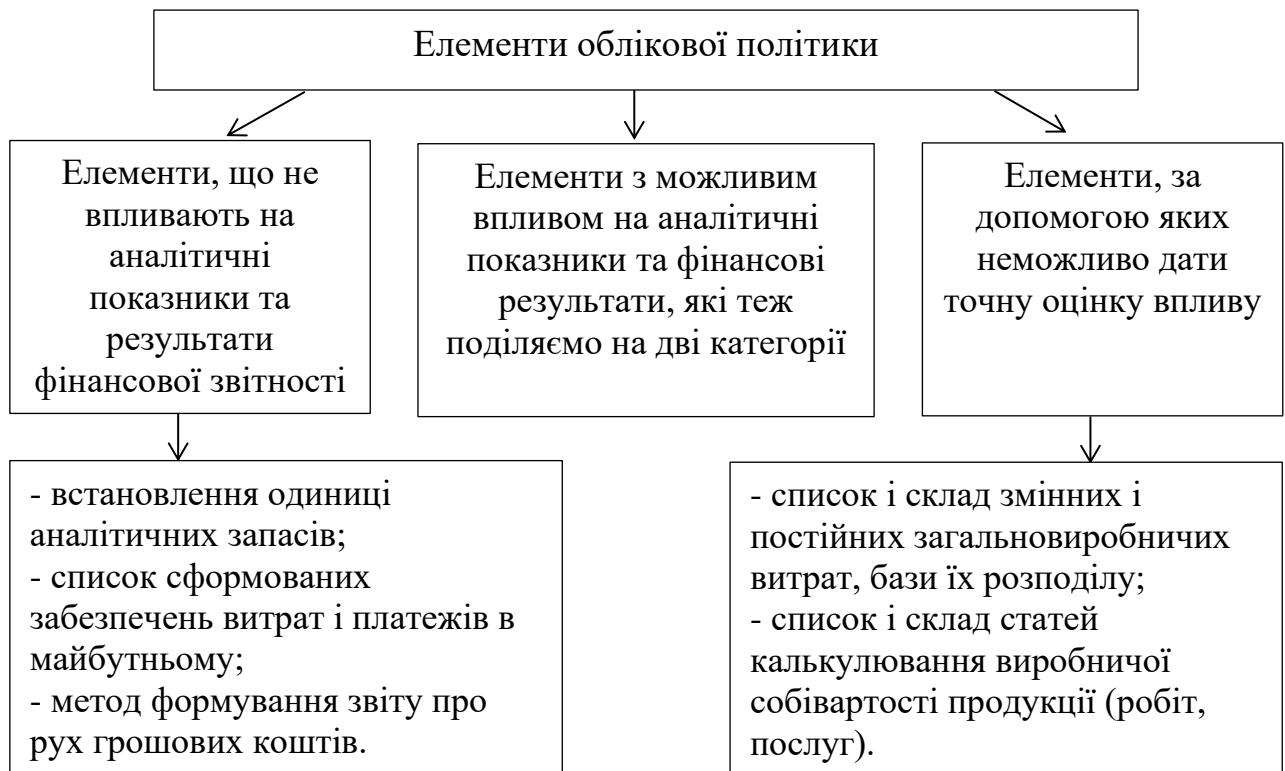 Елементи облікової політики
Елементи, що не
впливають на
аналітичні
показники та
результати
фінансової звітності
Елементи з можливим
впливом на аналітичні
показники та фінансові
результати, які теж
поділяємо на дві категорії
Елементи, за
допомогою яких
неможливо дати
точну оцінку впливу
- встановлення одиниці
аналітичних запасів;
- список сформованих
забезпечень витрат і платежів в
майбутньому;
- метод формування звіту про
рух грошових коштів.
- список і склад змінних і
постійних загальновиробничих
витрат, бази їх розподілу;
- список і склад статей
калькулювання виробничої
собівартості продукції (робіт,
послуг).